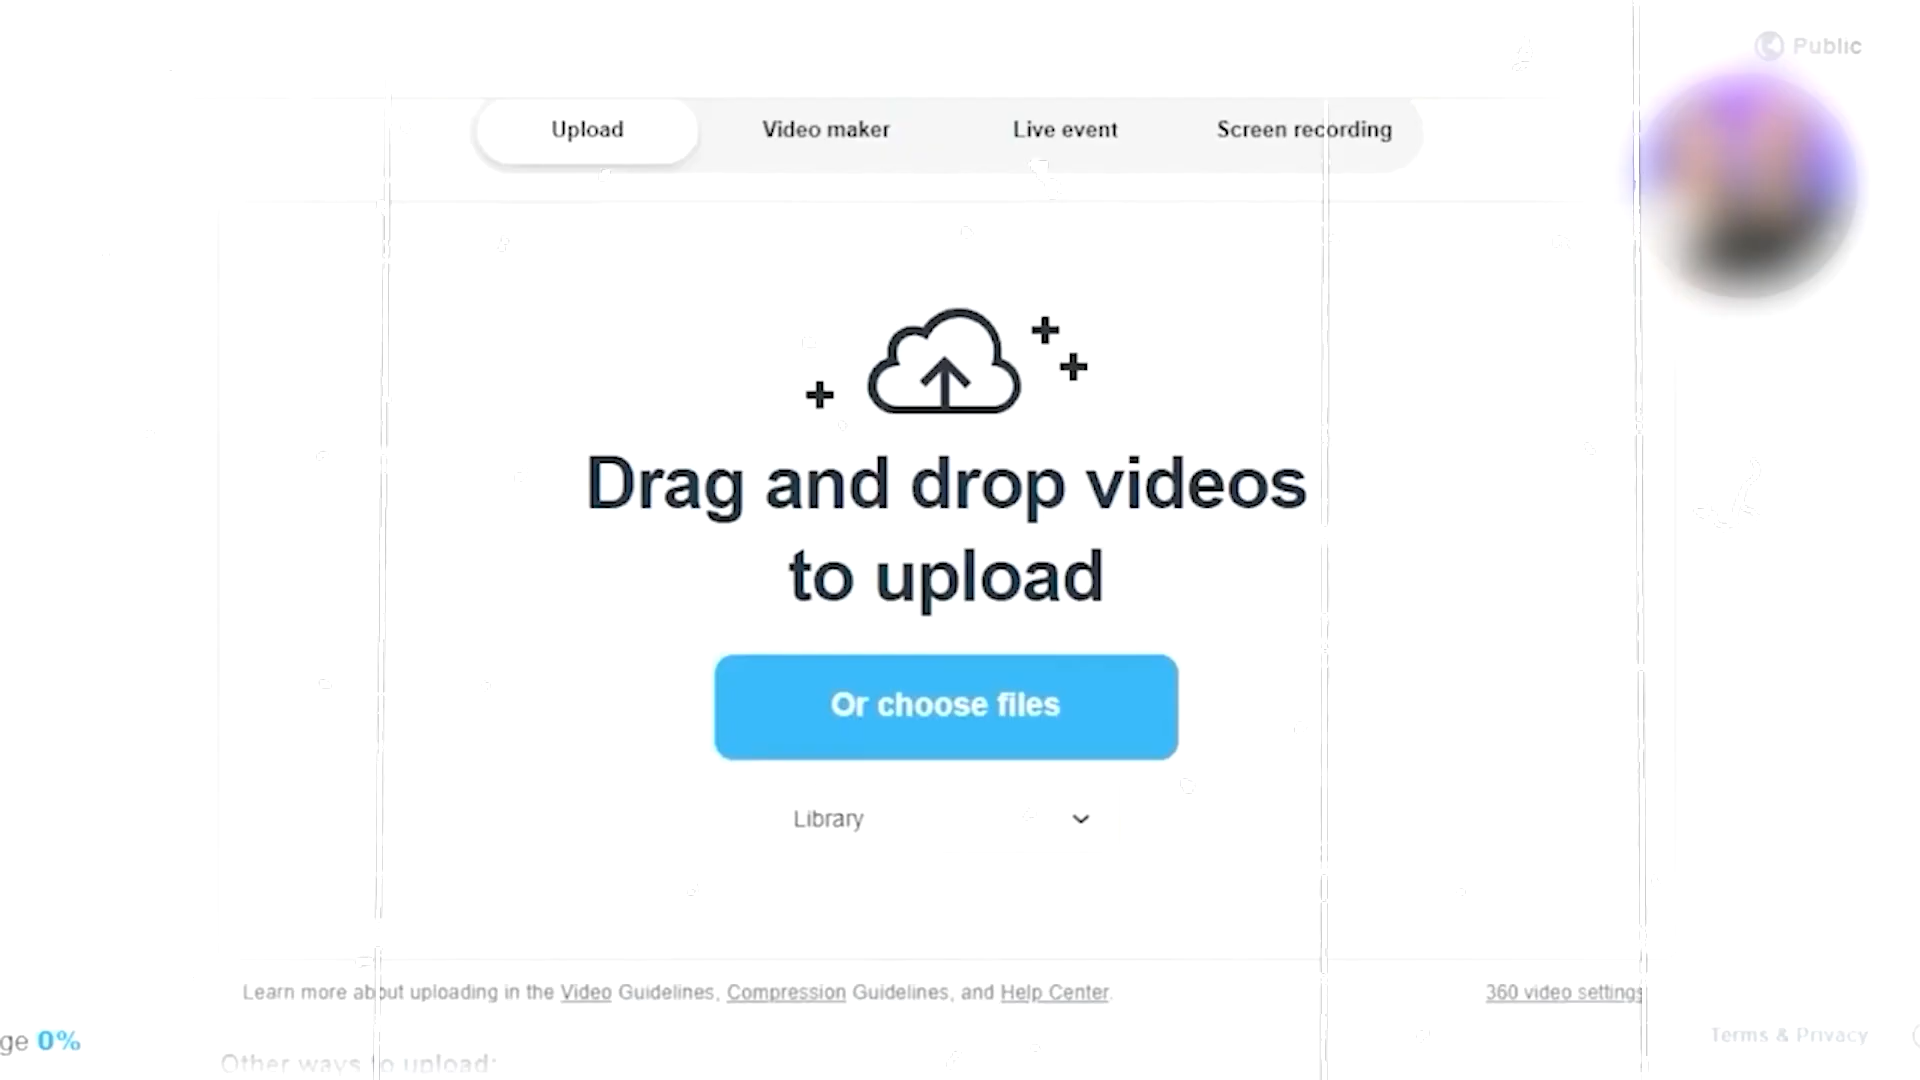 Public
Upload
Video maker
Live event
Screen recording
Drag and drop videos
to upload
Or choose files
Library
Learn more about uploading in the Video Guidelines, Compression Guidelines, and Help Center.
360 video settings
ge 0%
Terms & Privacy
Other ways to upload: